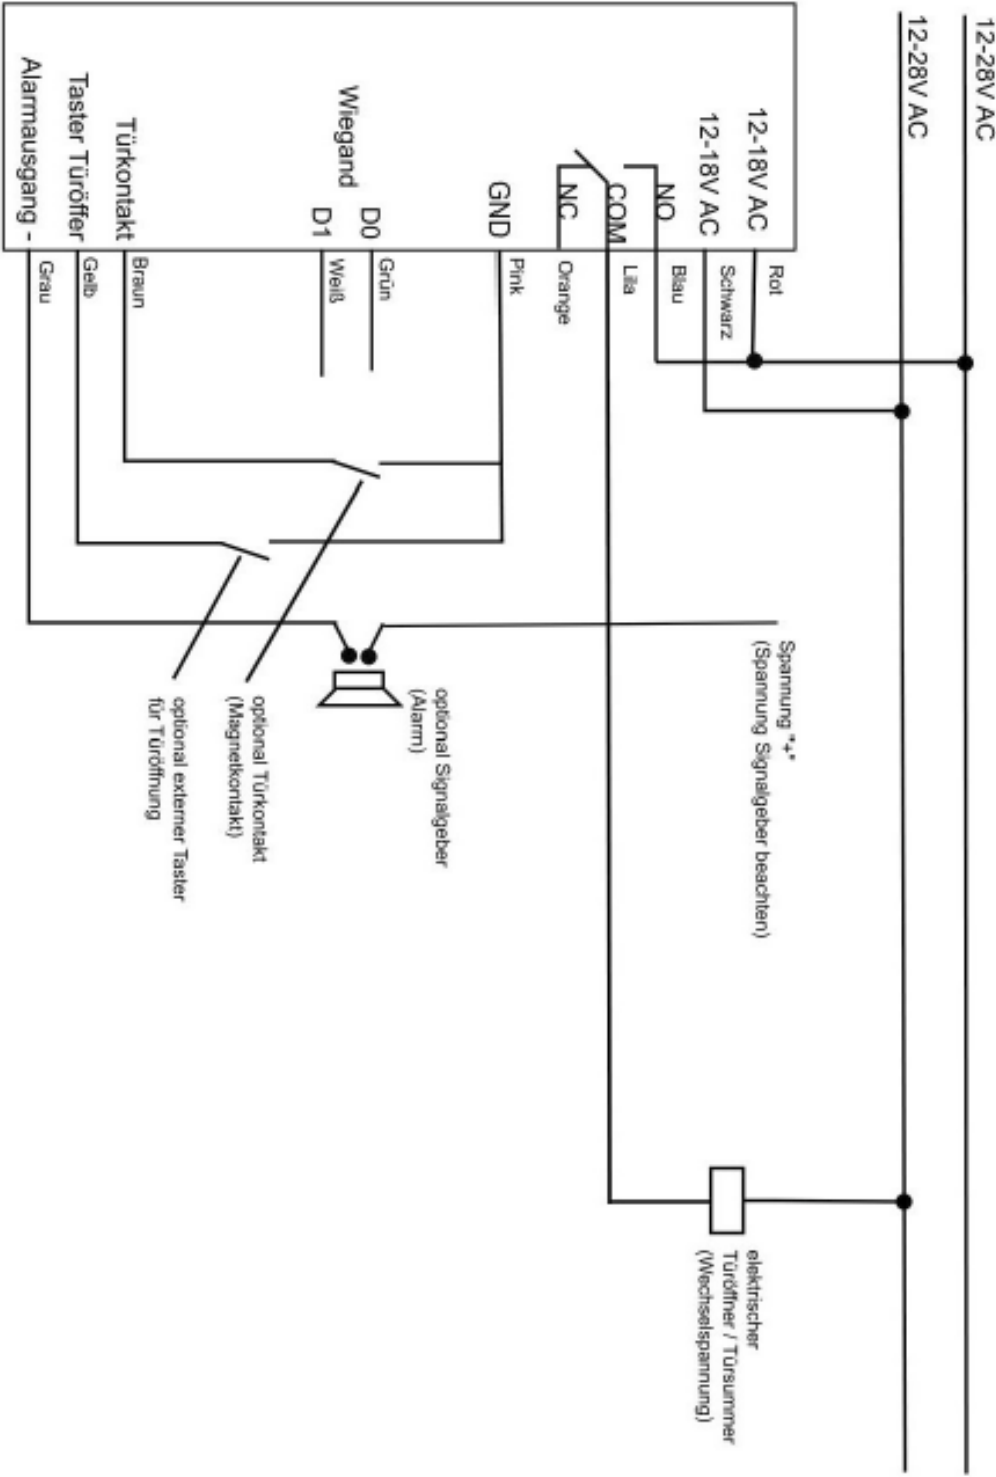 12-28V AC
12-28V AC
12-18V AC
12-18V AC
NO
COM
NC
GND
Wiegand
D0
D1
Türkontakt
Taster Türöffer
Alarmausgang -
Rot
Schwarz
Blau
Lila
Orange
Pink
Grün
Weiß
Braun
Gelb
Grau
Spannung "+"
(Spannung Signalgeber beachten)
optional Signalgeber
(Alarm)
optional Türkontakt
(Magnetkontakt)
optional externer Taster
für Türöffnung
elektrischer
Türöffner / Türsummer
(Wechselspannung)